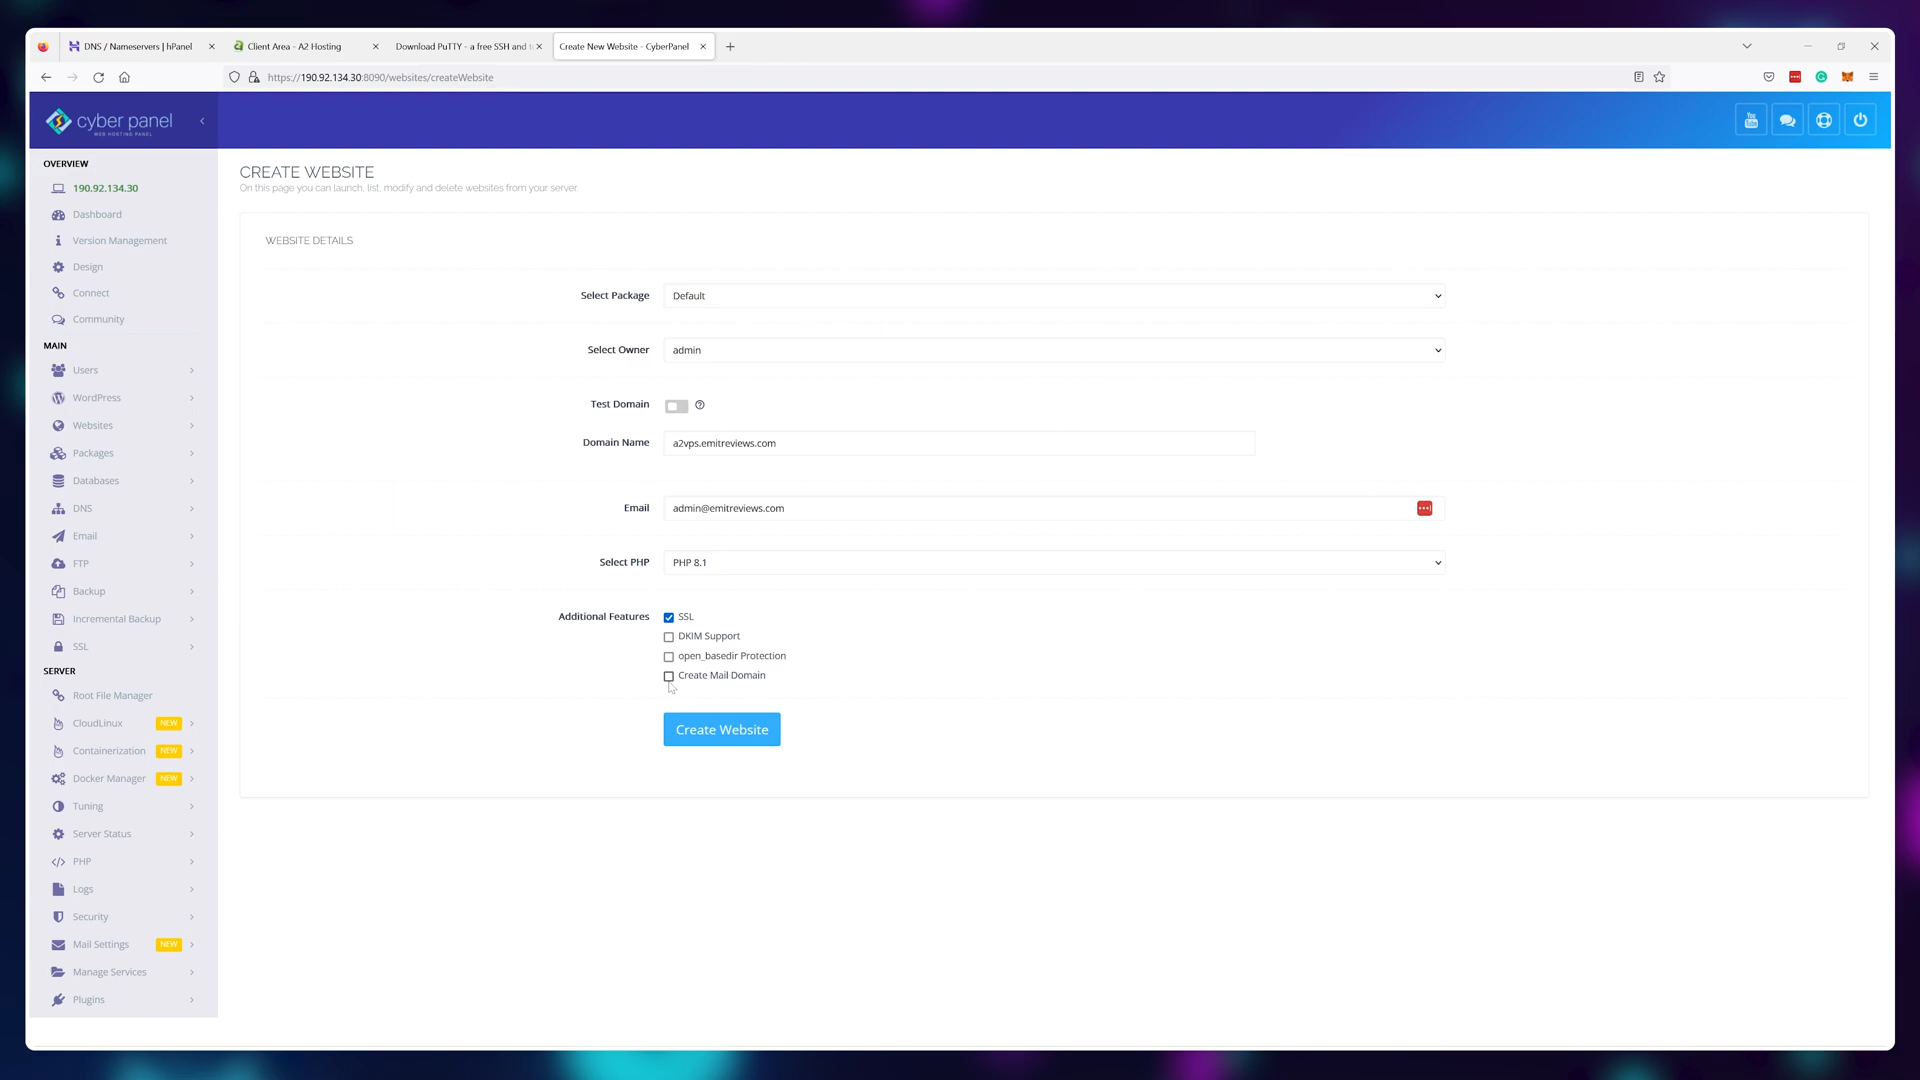 DNS / Nameservers | hPanel
Client Area - A2 Hosting
Download PuTTY - a free SSH and t
Create New Website - CyberPanel
https://190.92.134.30:8090/websites/createWebsite
cyber panel
WEB HOSTING PANEL
You
Tube
OVERVIEW
190.92.134.30
Dashboard
Version Management
Design
Connect
Community
MAIN
Users
WordPress
Websites
Packages
Databases
DNS
Email
FTP
Backup
Incremental Backup
SSL
SERVER
Root File Manager
CloudLinux NEW
Containerization NEW
Docker Manager NEW
Tuning
Server Status
PHP
Logs
Security
Mail Settings NEW
Manage Services
Plugins
CREATE WEBSITE
On this page you can launch, list, modify and delete websites from your server.
WEBSITE DETAILS
Select Package Default
Select Owner admin
Test Domain
Domain Name a2vps.emitreviews.com
Email admin@emitreviews.com
Select PHP PHP 8.1
Additional Features SSL
DKIM Support
open_basedir Protection
Create Mail Domain
Create Website